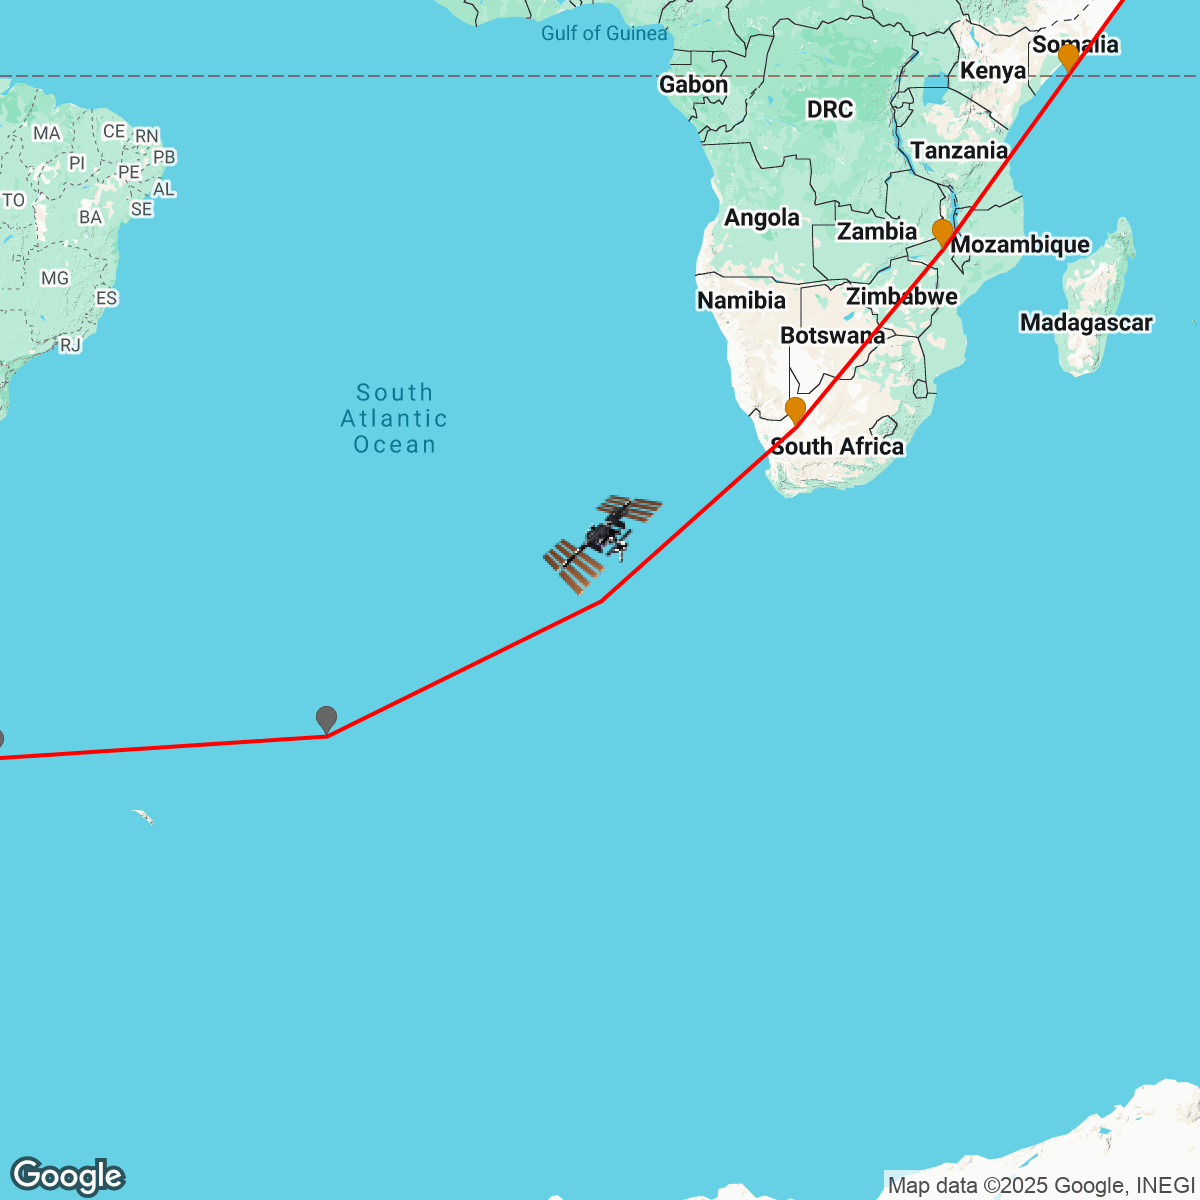 Gulf of Guinea
Somalia
Kenya
Gabon
DRC
MA
CE
RN
PB
PI
PE
Tanzania
TO
AL
SE
BA
Angola
Zambia
Mozambique
MG
ES
Namibia
Zimbabwe
Madagascar
RJ
Botswana
South
Atlantic
Ocean
South Africa
Google
Map data ©2025 Google, INEGI